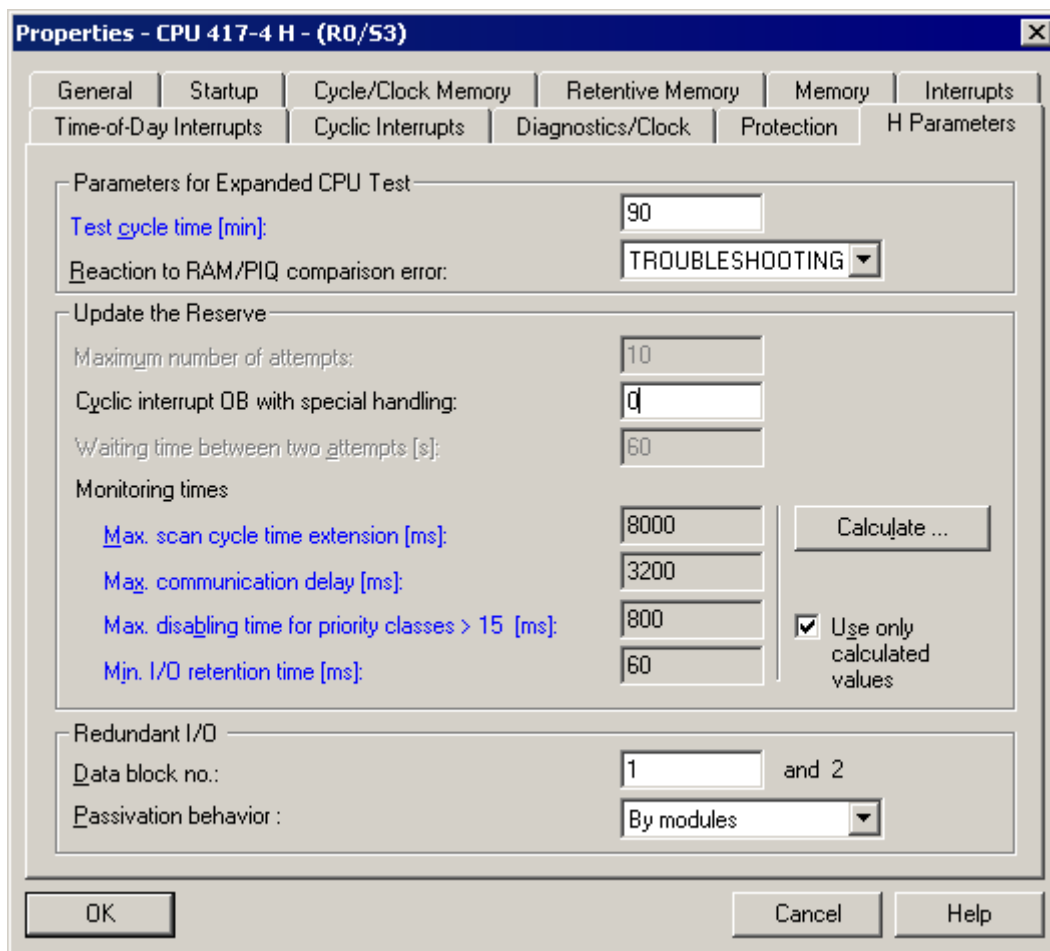 Properties - CPU 417-4 H - (R0/S3)
General Startup Cycle/Clock Memory Retentive Memory Memory Interrupts
Time-of-Day Interrupts Cyclic Interrupts Diagnostics/Clock Protection H Parameters
Parameters for Expanded CPU Test
Test cycle time [min]: 90
Reaction to RAM/PIQ comparison error: TROUBLESHOOTING
Update the Reserve
Maximum number of attempts: 10
Cyclic interrupt OB with special handling: 0
Waiting time between two attempts [s]: 60
Monitoring times
Max. scan cycle time extension [ms]: 8000 Calculate ...
Max. communication delay [ms]: 3200
Max. disabling time for priority classes > 15 [ms]: 800 Use only
calculated
values
Min. I/O retention time [ms]: 60
Redundant I/O
Data block no.: 1 and 2
Passivation behavior : By modules
OK Cancel Help